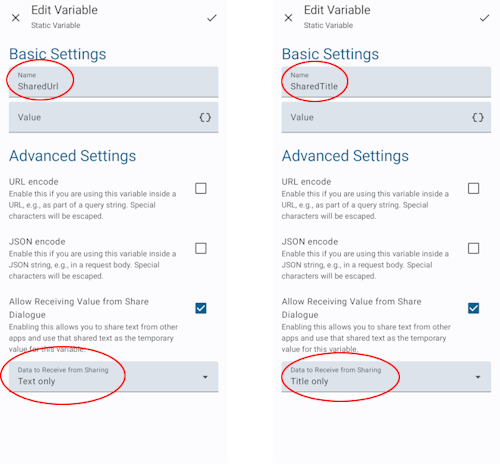 Edit Variable
Static Variable
Basic Settings
Name
SharedUrl
Value
{}
Advanced Settings
URL encode
Enable this if you are using this variable inside a
URL, e.g., as part of a query string. Special
characters will be escaped.
JSON encode
Enable this if you are using this variable inside a
JSON string, e.g., in a request body. Special
characters will be escaped.
Allow Receiving Value from Share
Dialogue
Enabling this allows you to share text from other
apps and use that shared text as the temporary
value for this variable.
Data to Receive from Sharing
Text only
Edit Variable
Static Variable
Basic Settings
Name
SharedTitle
Value
{}
Advanced Settings
URL encode
Enable this if you are using this variable inside a
URL, e.g., as part of a query string. Special
characters will be escaped.
JSON encode
Enable this if you are using this variable inside a
JSON string, e.g., in a request body. Special
characters will be escaped.
Allow Receiving Value from Share
Dialogue
Enabling this allows you to share text from other
apps and use that shared text as the temporary
value for this variable.
Data to Receive from Sharing
Title only